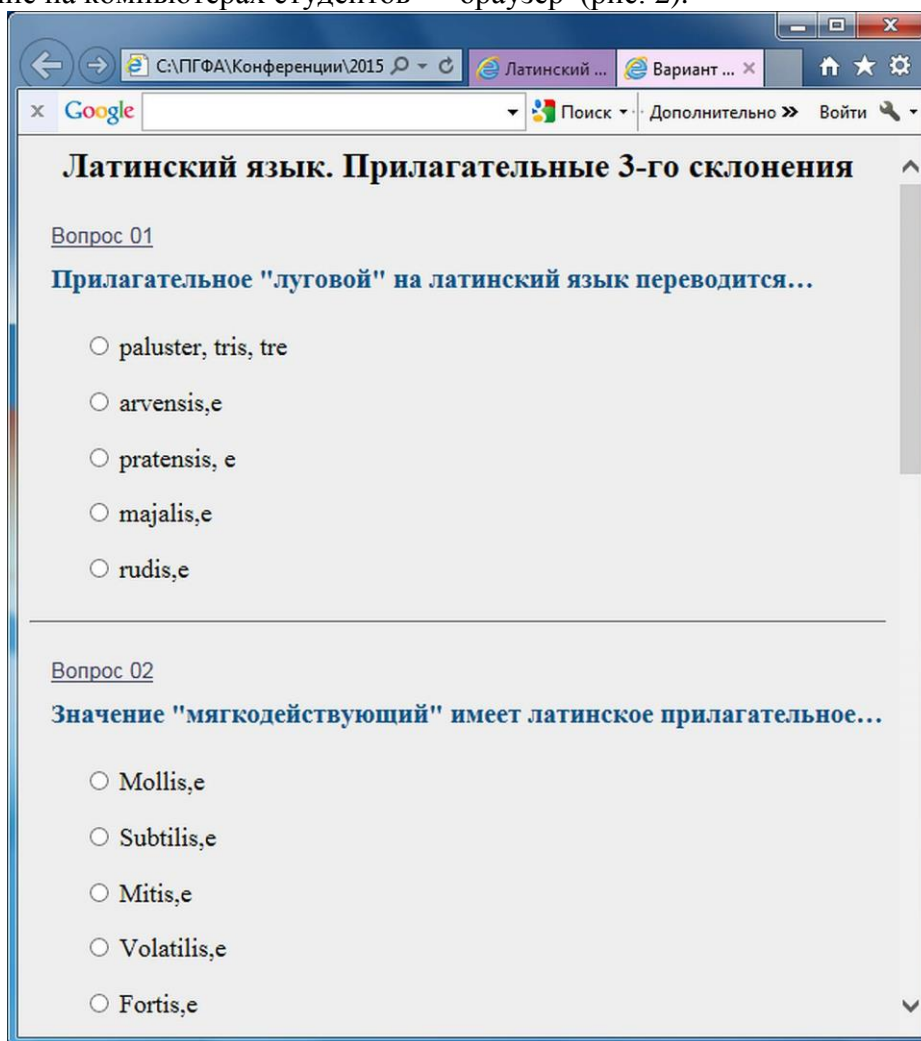 ние на компьютерах студентов — браузер (рис. 2).
C:\ПГФА\Конференции\2015
Латинский ...
Вариант ...
x Google Поиск Дополнительно » Войти
Латинский язык. Прилагательные 3-го склонения
Вопрос 01
Прилагательное "луговой" на латинский язык переводится...
paluster, tris, tre
arvensis,e
pratensis, e
majalis,e
rudis,e
Вопрос 02
Значение "мягкодействующий" имеет латинское прилагательное...
Mollis,e
Subtilis,e
Mitis,e
Volatilis,e
Fortis,e